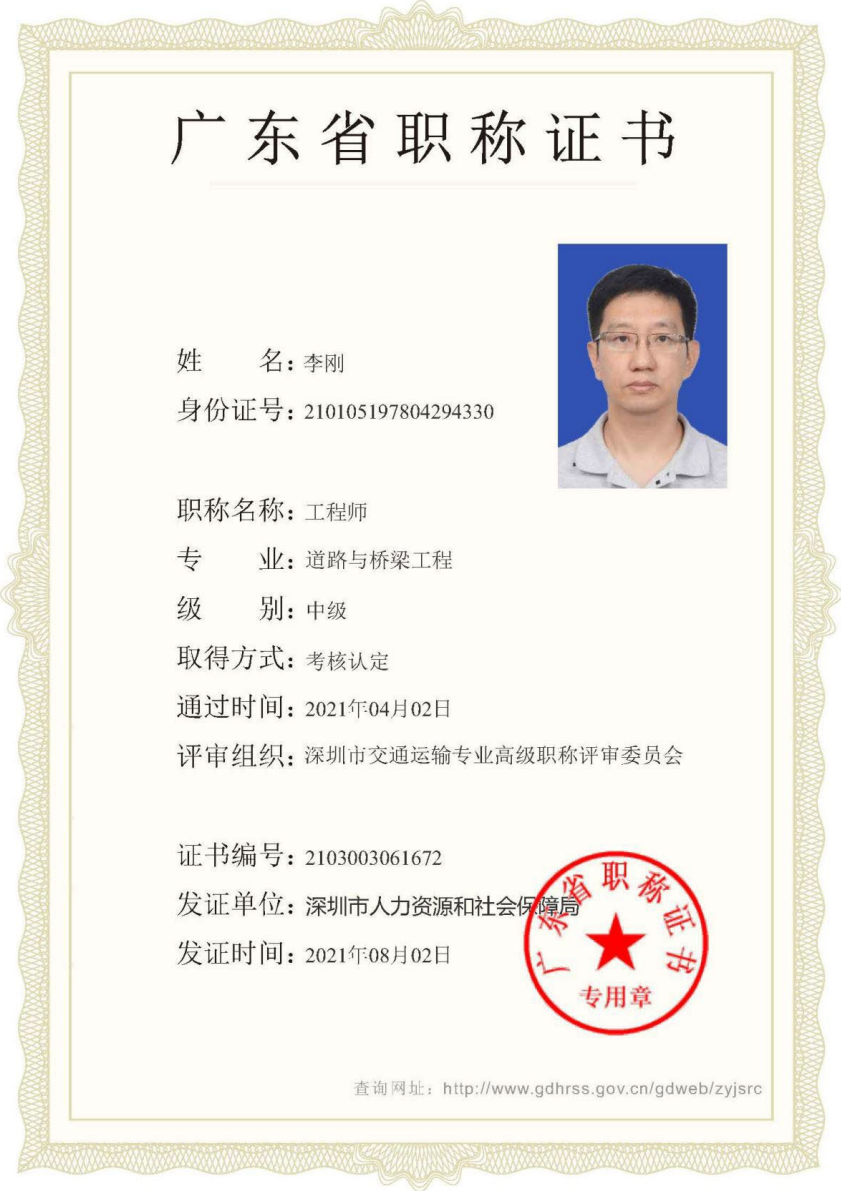 广东省职称证书
姓 名：李刚
身份证号：210105197804294330
职称名称：工程师
专 业：道路与桥梁工程
级 别：中级
取得方式：考核认定
通过时间：2021年04月02日
评审组织：深圳市交通运输专业高级职称评审委员会
证书编号：2103003061672
发证单位：深圳市人力资源和社会保障局
发证时间：2021年08月02日
广东省职称证书
专用章
查询网址：http://www.gdhrss.gov.cn/gdweb/zyjsrc